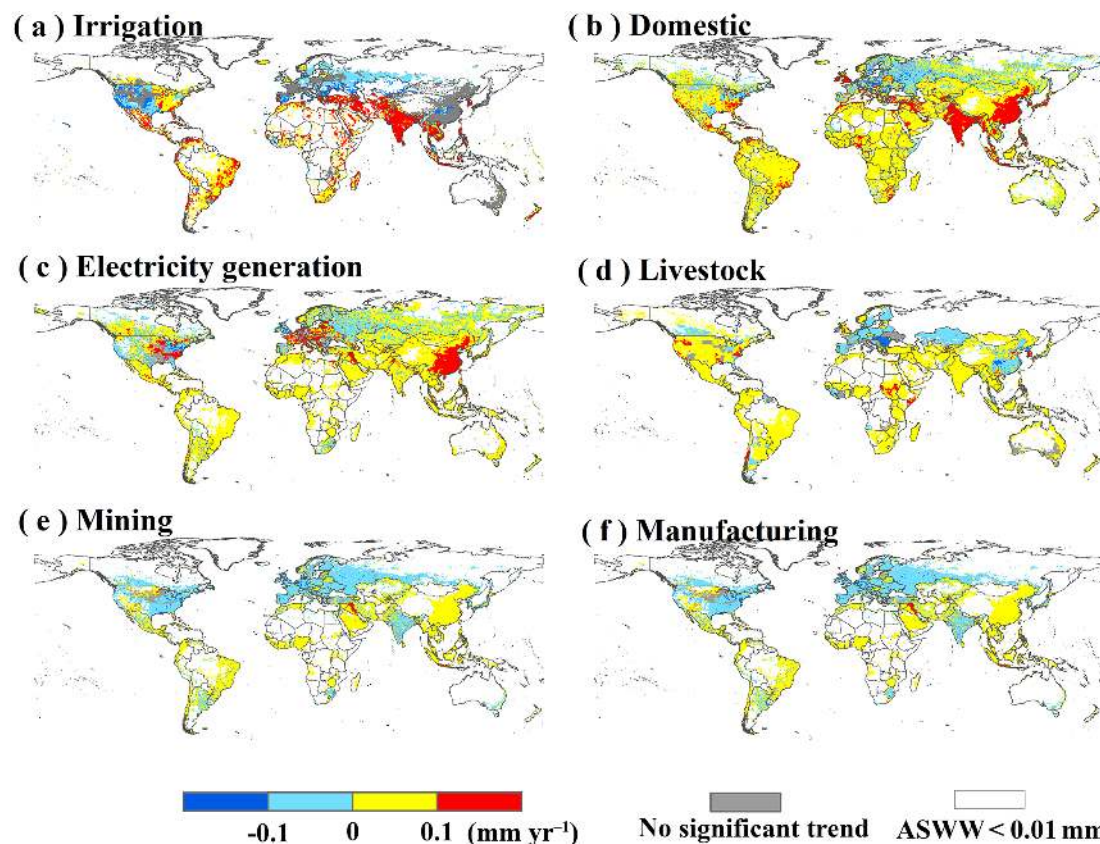 ( a ) Irrigation
( b ) Domestic
( c ) Electricity generation
( d ) Livestock
( e ) Mining
( f ) Manufacturing
-0.1 0 0.1 (mm yr⁻¹)
No significant trend
ASWW < 0.01 mm